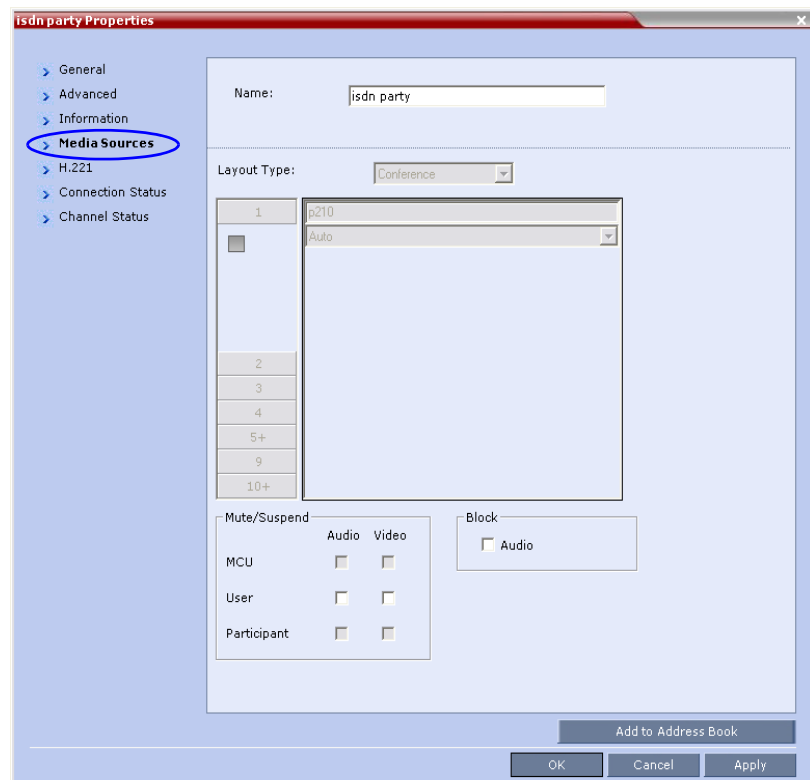 isdn party Properties
General
Advanced
Information
Media Sources
H.221
Connection Status
Channel Status
Name:
isdn party
Layout Type:
Conference
1
p210
Auto
2
3
4
5+
9
10+
Mute/Suspend
Audio Video
MCU
User
Participant
Block
Audio
Add to Address Book
OK Cancel Apply